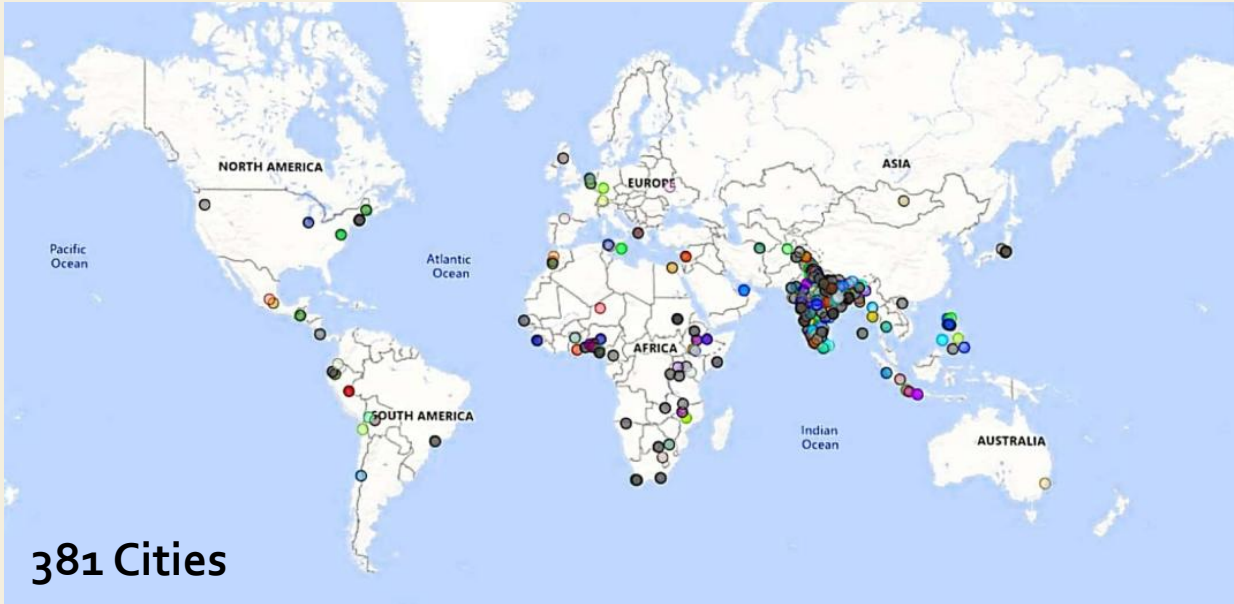 NORTH AMERICA
ASIA
EUROPE
Pacific
Ocean
Atlantic
Ocean
AFRICA
SOUTH AMERICA
Indian
Ocean
AUSTRALIA
381 Cities